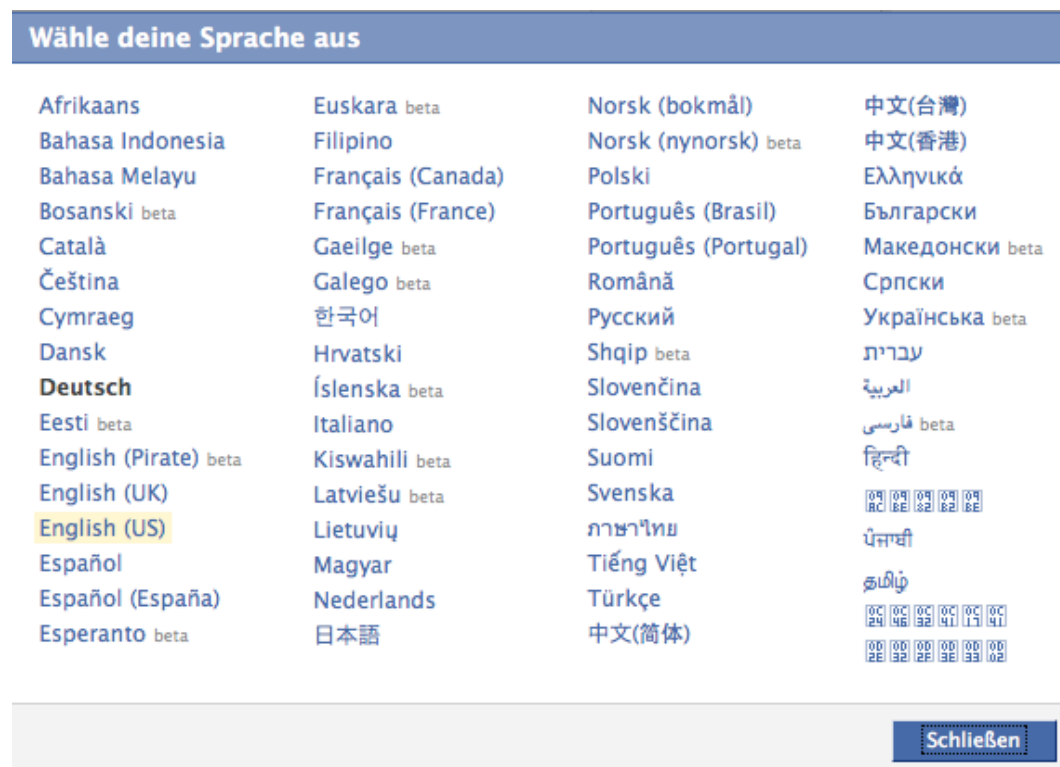 Wähle deine Sprache aus
Afrikaans
Bahasa Indonesia
Bahasa Melayu
Bosanski beta
Català
Čeština
Cymraeg
Dansk
Deutsch
Eesti beta
English (Pirate) beta
English (UK)
English (US)
Español
Español (España)
Esperanto beta
Euskara beta
Filipino
Français (Canada)
Français (France)
Gaeilge beta
Galego beta
한국어
Hrvatski
Íslenska beta
Italiano
Kiswahili beta
Latviešu beta
Lietuvių
Magyar
Nederlands
日本語
Norsk (bokmål)
Norsk (nynorsk) beta
Polski
Português (Brasil)
Português (Portugal)
Română
Русский
Shqip beta
Slovenčina
Slovenščina
Suomi
Svenska
ภาษาไทย
Tiếng Việt
Türkçe
中文(简体)
中文(台灣)
中文(香港)
Ελληνικά
Български
Македонски beta
Српски
Українська beta
עברית
العربية
فارسی beta
हिन्दी
ਪੰਜਾਬੀ
தமிழ்
Schließen